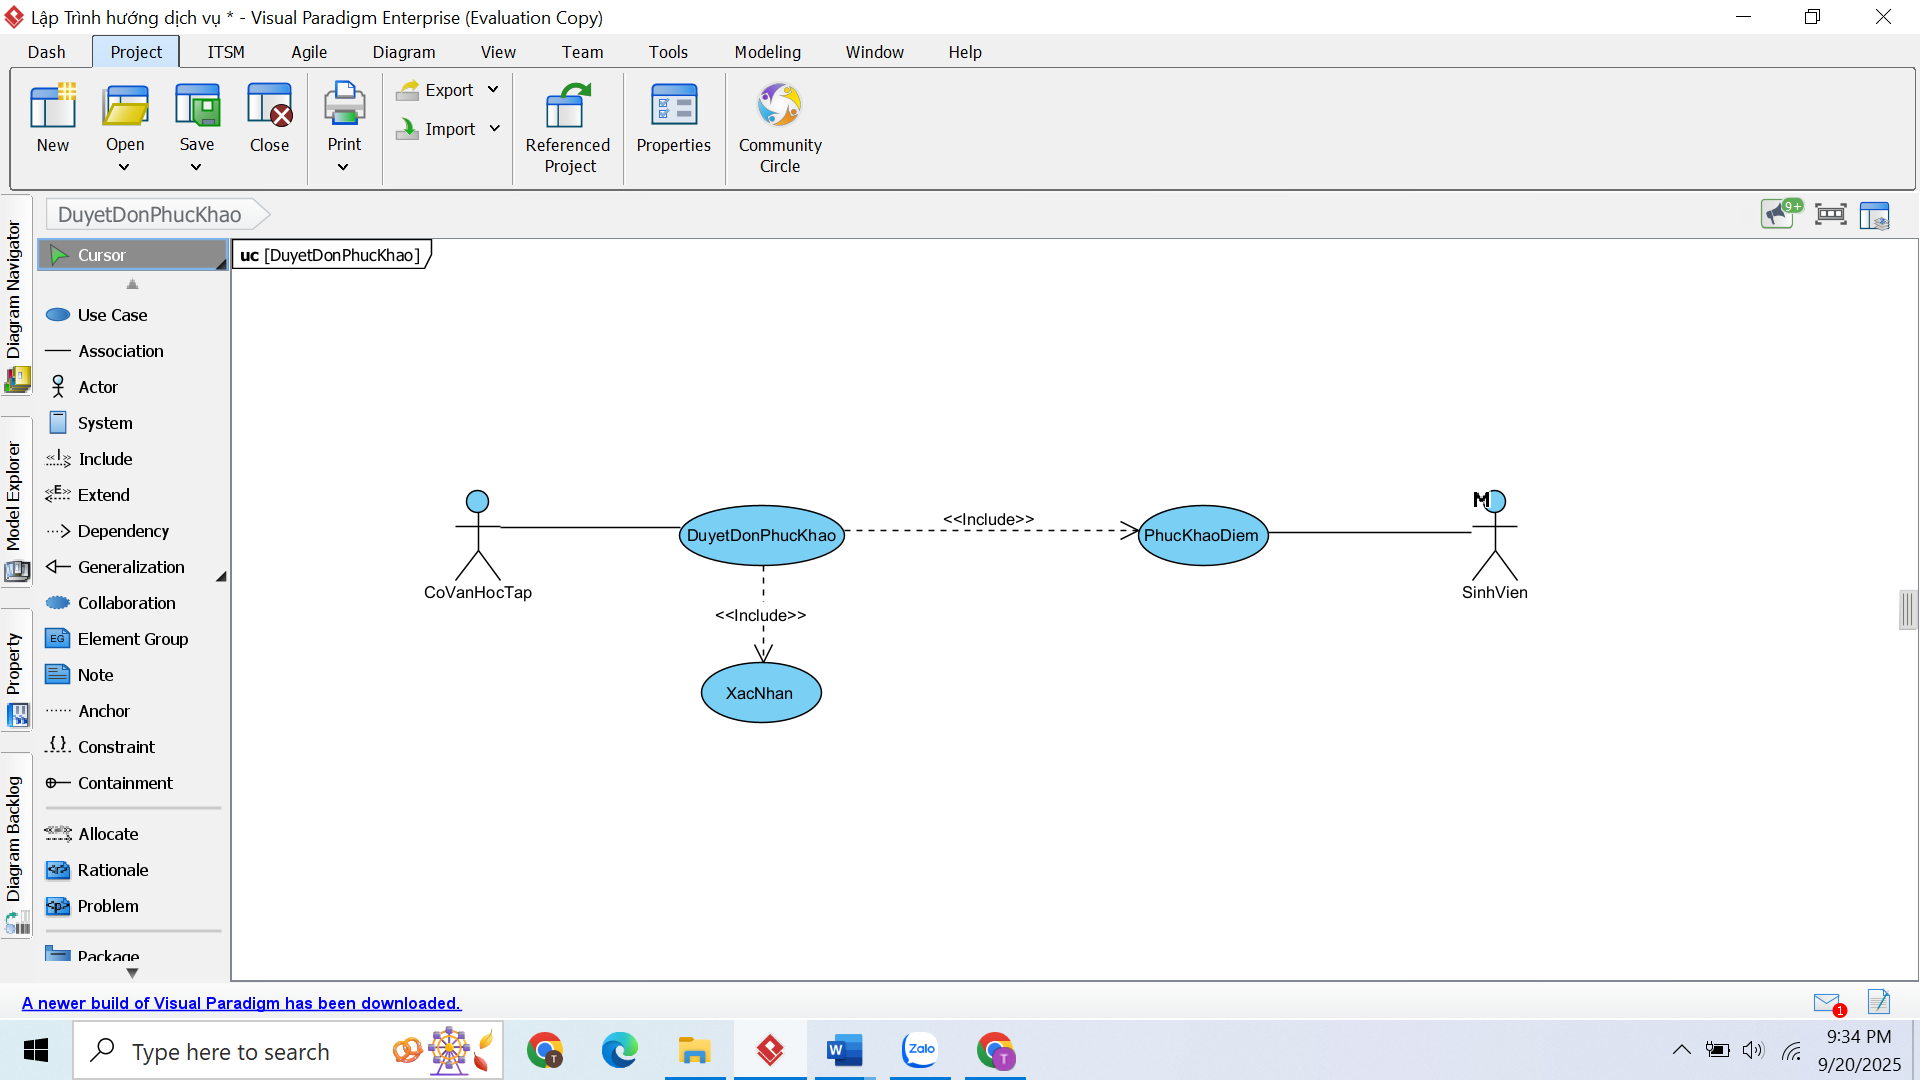 Lập Trình hướng dịch vụ * - Visual Paradigm Enterprise (Evaluation Copy)
Dash Project ITSM Agile Diagram View Team Tools Modeling Window Help
New Open Save Close Print Export Import Referenced Project Properties Community Circle
DuyetDonPhucKhao
9+
Diagram Navigator
Model Explorer
Property
Diagram Backlog
Cursor
Use Case
Association
Actor
System
<<I>> Include
<<E>> Extend
Dependency
Generalization
Collaboration
EG Element Group
Note
Anchor
{} Constraint
Containment
Allocate
<r> Rationale
<p> Problem
Package
uc [DuyetDonPhucKhao]
CoVanHocTap
DuyetDonPhucKhao
<<Include>>
PhucKhaoDiem
M
SinhVien
<<Include>>
XacNhan
A newer build of Visual Paradigm has been downloaded.
1
Type here to search
T
W
Zalo
T
9:34 PM
9/20/2025